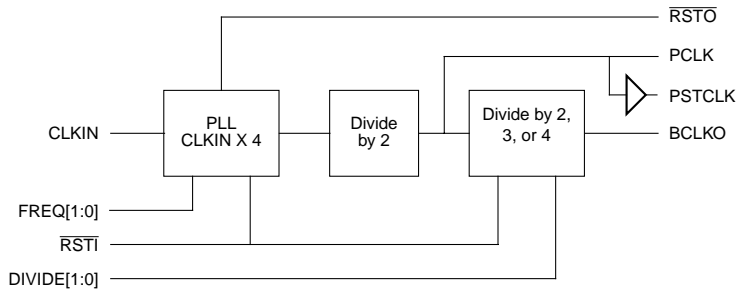 RSTO
PCLK
PSTCLK
CLKIN
PLL
CLKIN X 4
Divide
by 2
Divide by 2,
3, or 4
BCLKO
FREQ[1:0]
RSTI
DIVIDE[1:0]